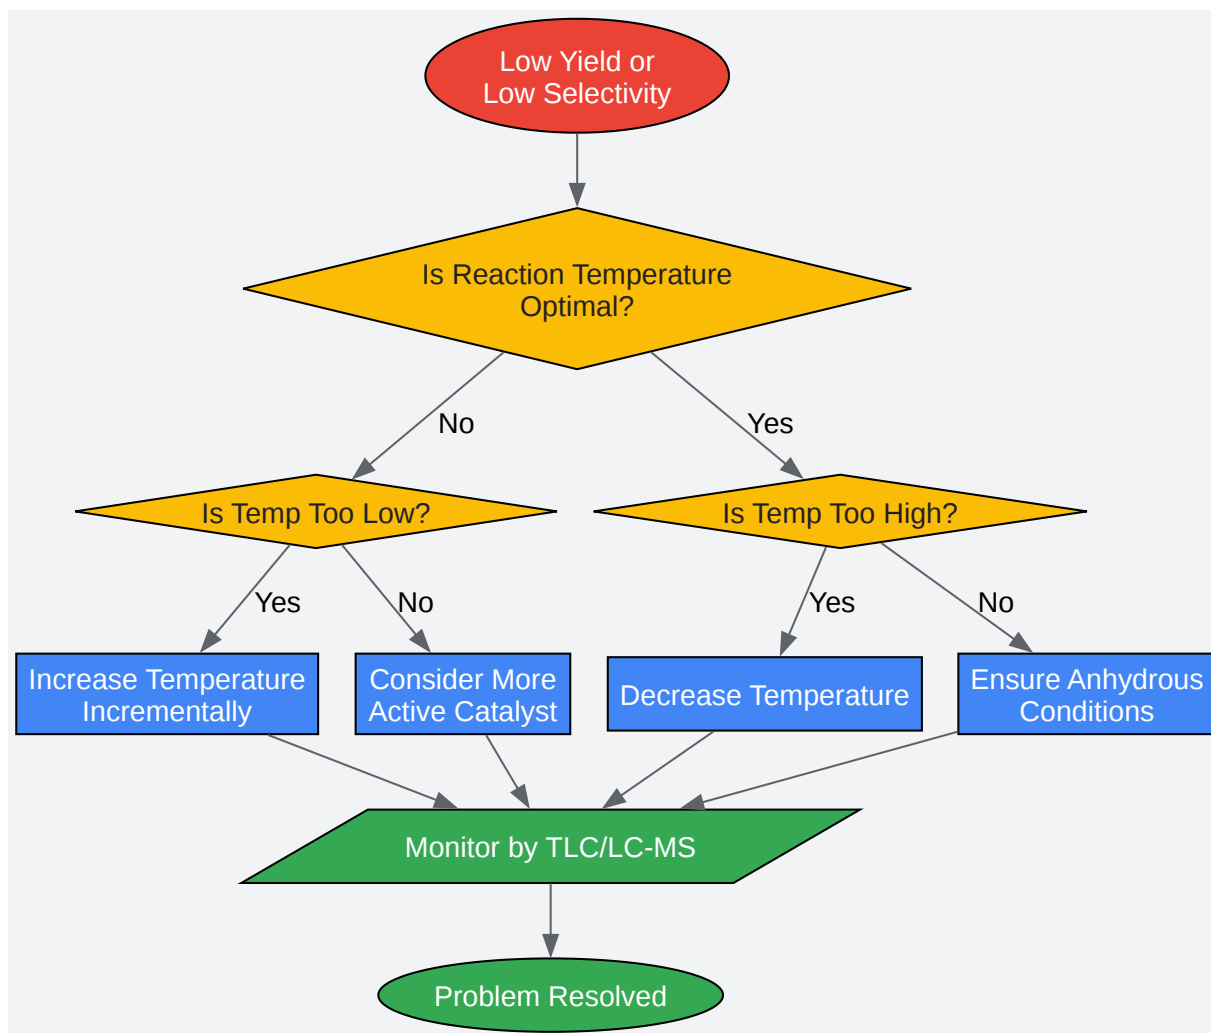 Low Yield or
Low Selectivity
Is Reaction Temperature
Optimal?
No
Yes
Is Temp Too Low?
Is Temp Too High?
Yes
No
Yes
No
Increase Temperature
Incrementally
Consider More
Active Catalyst
Decrease Temperature
Ensure Anhydrous
Conditions
Monitor by TLC/LC-MS
Problem Resolved